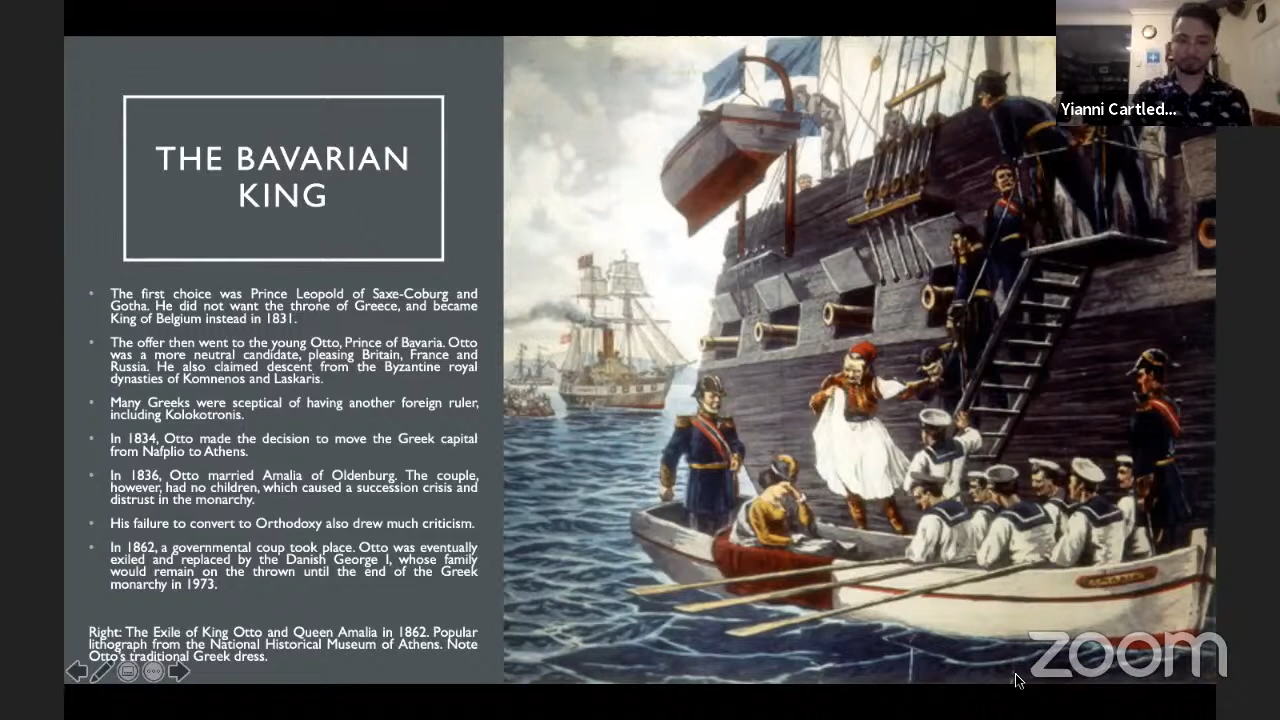 Yianni Cartled...
THE BAVARIAN
KING
• The first choice was Prince Leopold of Saxe-Coburg and
Gotha. He did not want the throne of Greece, and became
King of Belgium instead in 1831.
• The offer then went to the young Otto, Prince of Bavaria. Otto
was a more neutral candidate, pleasing Britain, France and
Russia. He also claimed descent from the Byzantine royal
dynasties of Komnenos and Laskaris.
• Many Greeks were sceptical of having another foreign ruler,
including Kolokotronis.
• In 1834, Otto made the decision to move the Greek capital
from Nafplio to Athens.
• In 1836, Otto married Amalia of Oldenburg. The couple,
however, had no children, which caused a succession crisis and
distrust in the monarchy.
• His failure to convert to Orthodoxy also drew much criticism.
• In 1862, a governmental coup took place. Otto was eventually
exiled and replaced by the Danish George I, whose family
would remain on the thrown until the end of the Greek
monarchy in 1973.
Right: The Exile of King Otto and Queen Amalia in 1862. Popular
lithograph from the National Historical Museum of Athens. Note
Otto's traditional Greek dress.
zoom